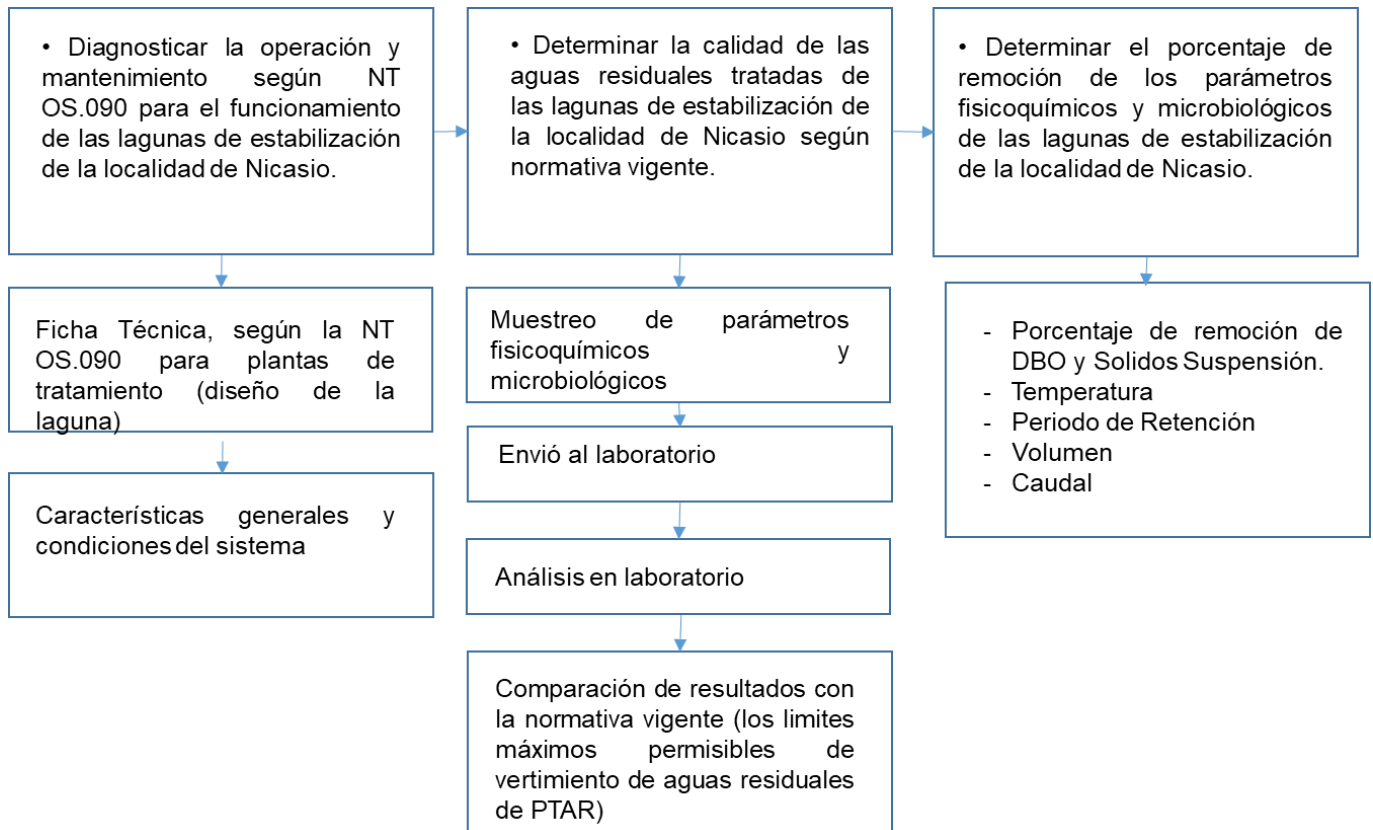 • Diagnosticar la operación y
mantenimiento según NT
OS.090 para el funcionamiento
de las lagunas de estabilización
de la localidad de Nicasio.
• Determinar la calidad de las
aguas residuales tratadas de
las lagunas de estabilización de
la localidad de Nicasio según
normativa vigente.
• Determinar el porcentaje de
remoción de los parámetros
fisicoquímicos y microbiológicos
de las lagunas de estabilización
de la localidad de Nicasio.
Ficha Técnica, según la NT
OS.090 para plantas de
tratamiento (diseño de la
laguna)
Características generales y
condiciones del sistema
Muestreo de parámetros
fisicoquímicos y
microbiológicos
Envió al laboratorio
Análisis en laboratorio
Comparación de resultados con
la normativa vigente (los limites
máximos permisibles de
vertimiento de aguas residuales
de PTAR)
- Porcentaje de remoción de
DBO y Solidos Suspensión.
- Temperatura
- Periodo de Retención
- Volumen
- Caudal